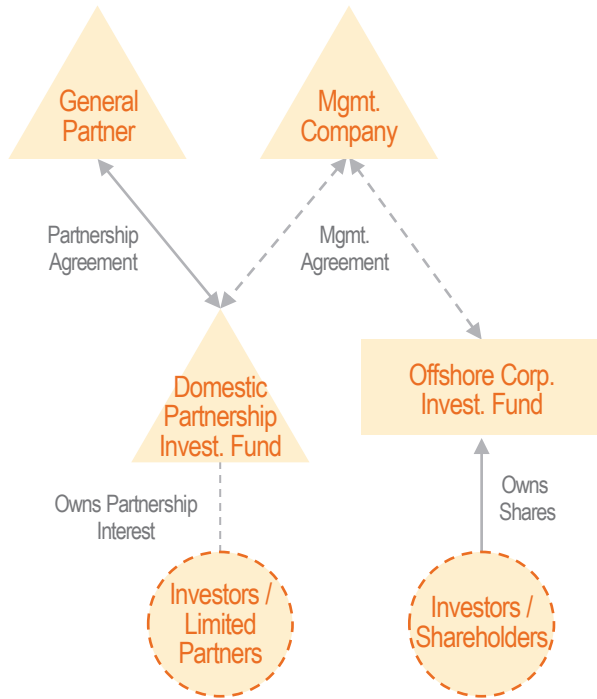 General
Partner
Mgmt.
Company
Partnership
Agreement
Mgmt.
Agreement
Domestic
Partnership
Invest. Fund
Offshore Corp.
Invest. Fund
Owns Partnership
Interest
Owns
Shares
Investors /
Limited
Partners
Investors /
Shareholders